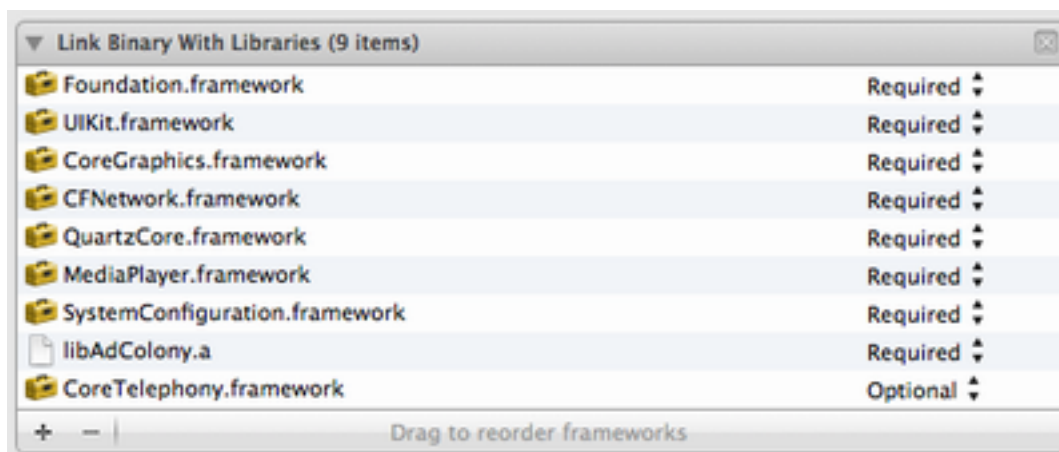 Link Binary With Libraries (9 items)
Foundation.framework Required
UIKit.framework Required
CoreGraphics.framework Required
CFNetwork.framework Required
QuartzCore.framework Required
MediaPlayer.framework Required
SystemConfiguration.framework Required
libAdColony.a Required
CoreTelephony.framework Optional
+ − Drag to reorder frameworks